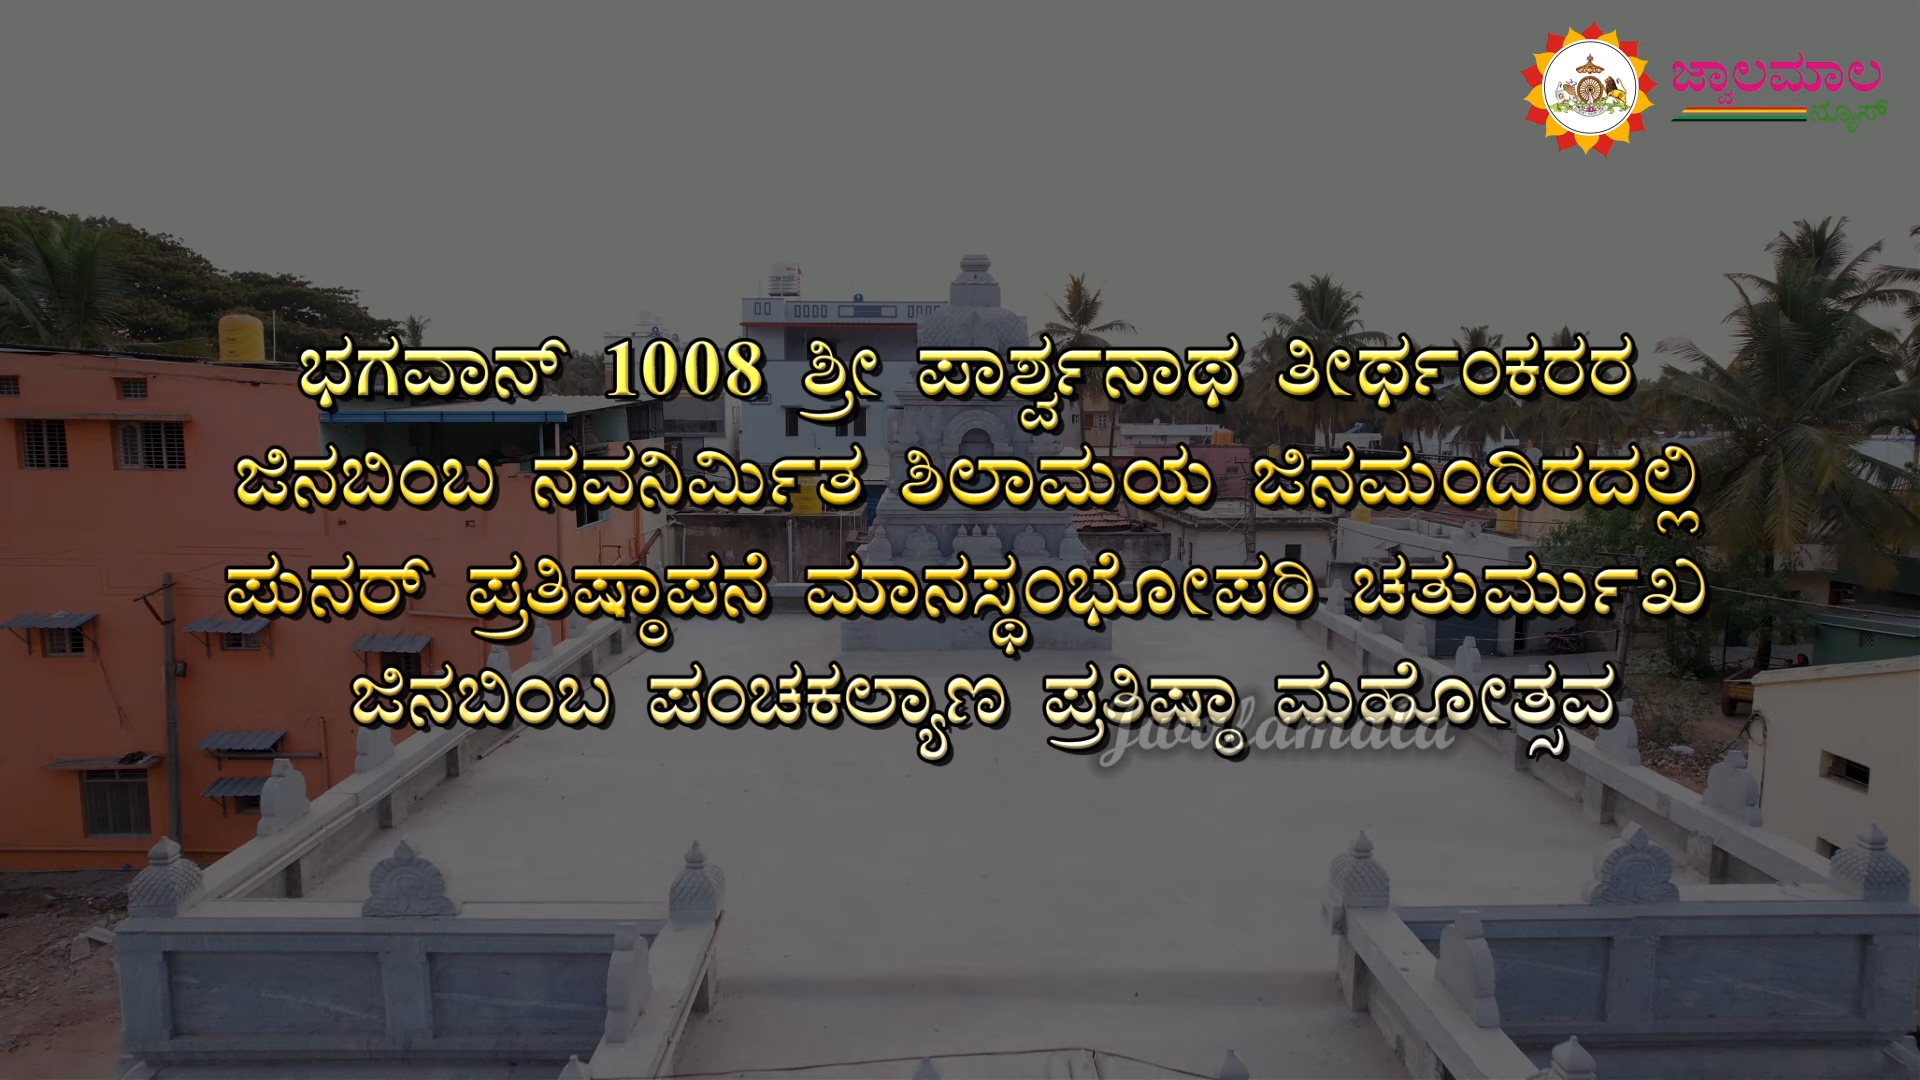 ಜ್ವಾಲಮಾಲ
ನ್ಯೂಸ್
ಭಗವಾನ್ 1008 ಶ್ರೀ ಪಾರ್ಶ್ವನಾಥ ತೀರ್ಥಂಕರರ
ಜಿನಬಿಂಬ ನವನಿರ್ಮಿತ ಶಿಲಾಮಯ ಜಿನಮಂದಿರದಲ್ಲಿ
ಪುನರ್ ಪ್ರತಿಷ್ಠಾಪನೆ ಮಾನಸ್ಥಂಭೋಪರಿ ಚತುರ್ಮುಖ
ಜಿನಬಿಂಬ ಪಂಚಕಲ್ಯಾಣ ಪ್ರತಿಷ್ಠಾ ಮಹೋತ್ಸವ
Jwalamala